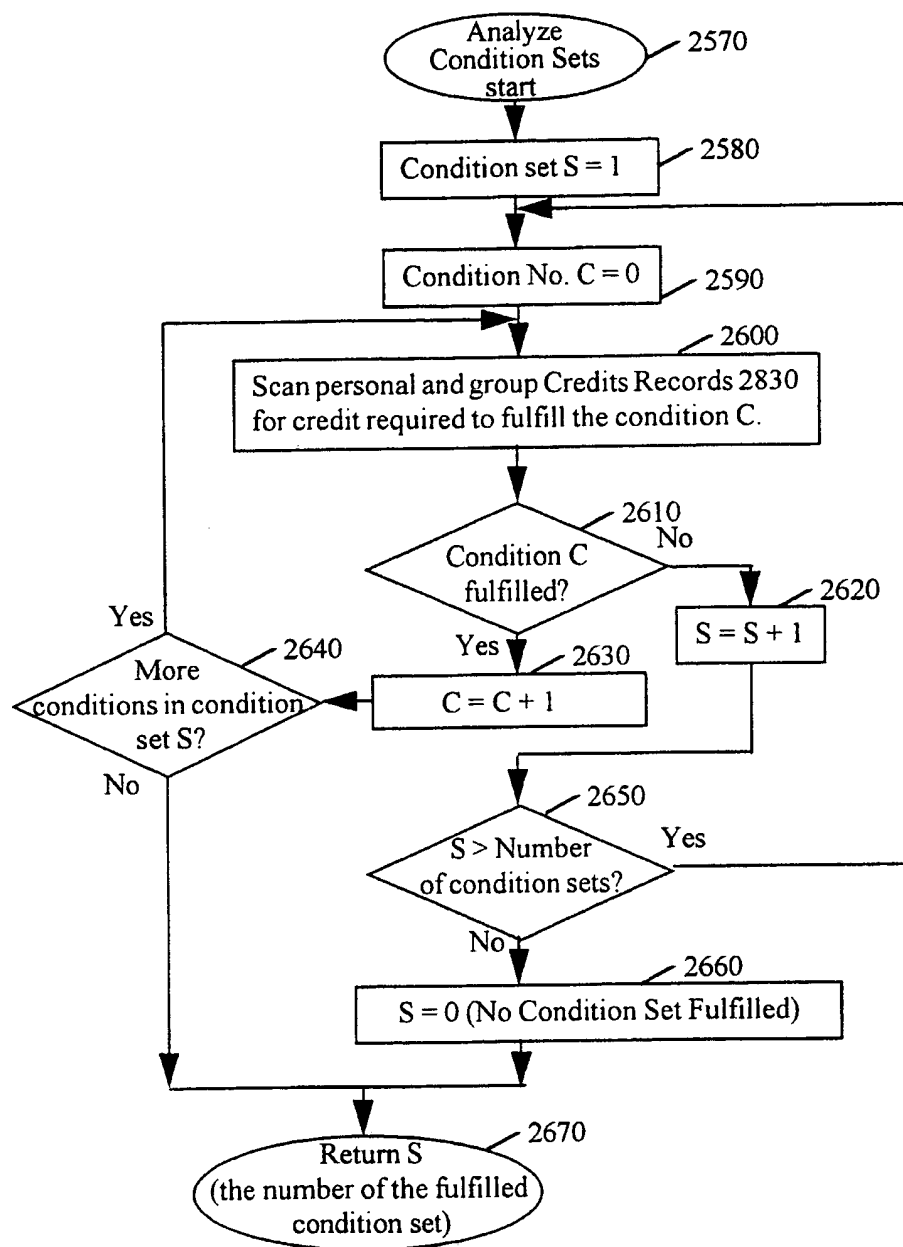 Analyze
Condition Sets
start
2570
Condition set S = 1
2580
Condition No. C = 0
2590
2600
Scan personal and group Credits Records 2830
for credit required to fulfill the condition C.
2610
Condition C
fulfilled?
No
Yes
2620
S = S + 1
2630
C = C + 1
Yes
2640
More
conditions in condition
set S?
No
2650
S > Number
of condition sets?
Yes
No
2660
S = 0 (No Condition Set Fulfilled)
2670
Return S
(the number of the fulfilled
condition set)